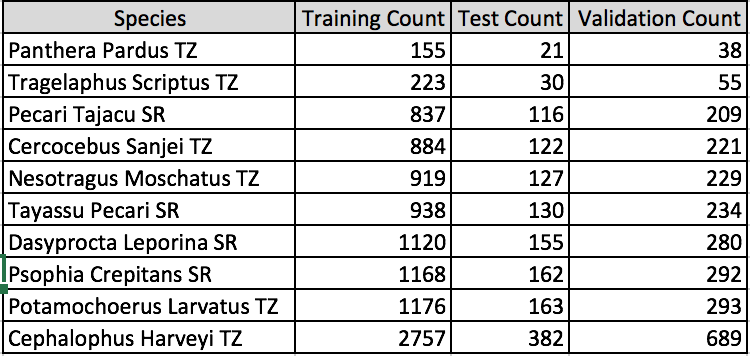 Species Training Count Test Count Validation Count
Panthera Pardus TZ 155 21 38
Tragelaphus Scriptus TZ 223 30 55
Pecari Tajacu SR 837 116 209
Cercocebus Sanjei TZ 884 122 221
Nesotragus Moschatus TZ 919 127 229
Tayassu Pecari SR 938 130 234
Dasyprocta Leporina SR 1120 155 280
Psophia Crepitans SR 1168 162 292
Potamochoerus Larvatus TZ 1176 163 293
Cephalophus Harveyi TZ 2757 382 689